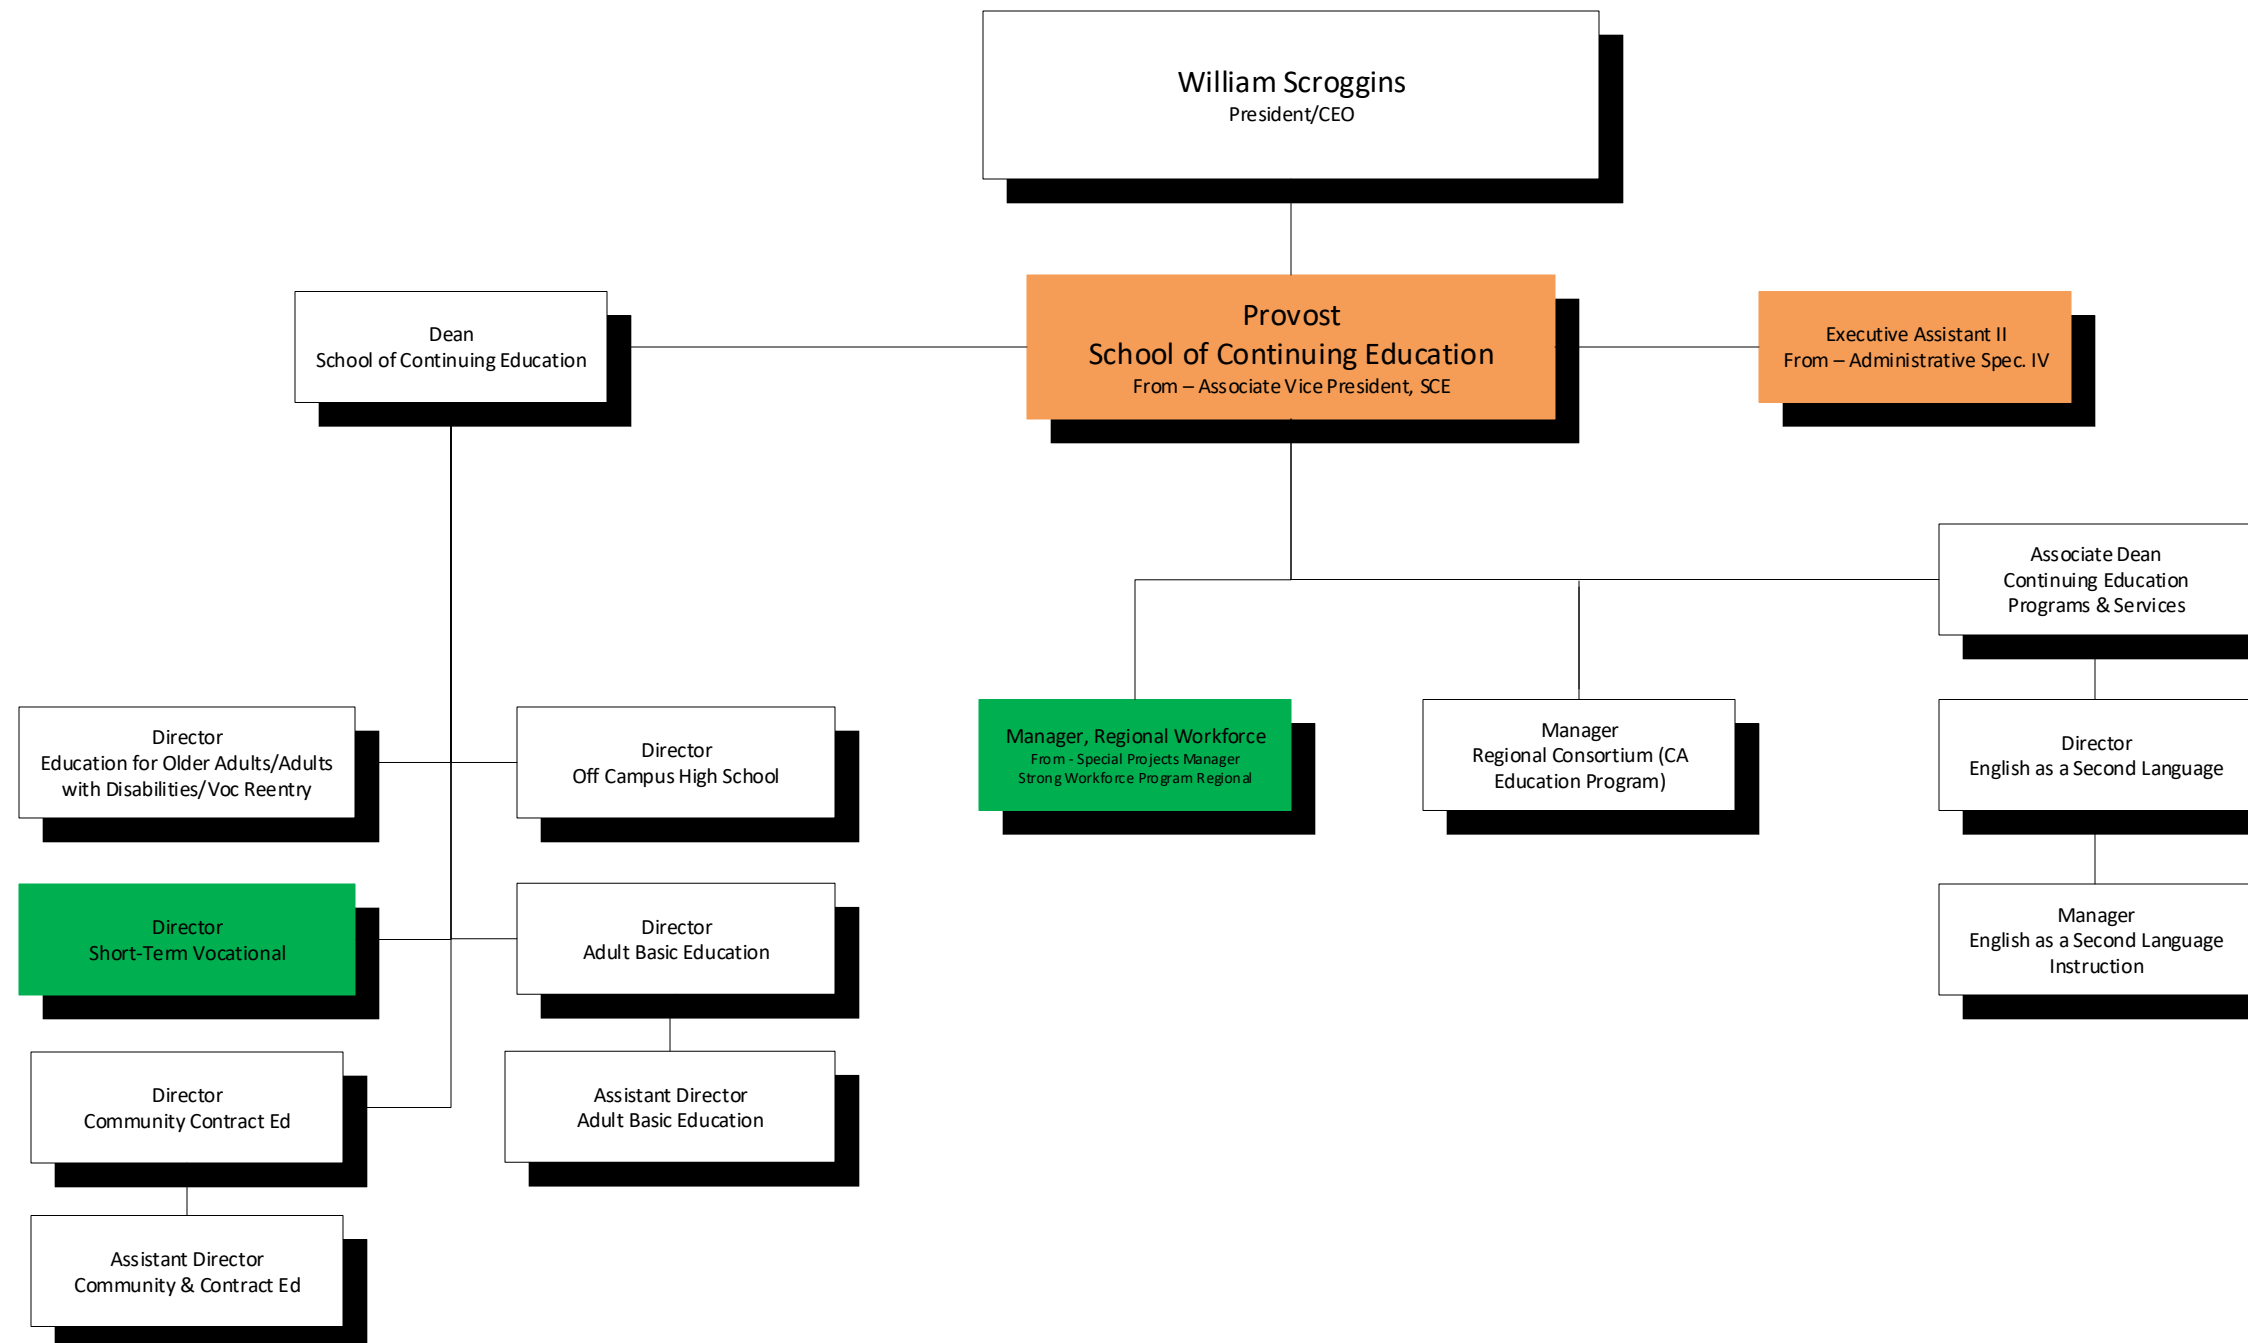 William Scroggins
President/CEO
Dean
School of Continuing Education
Provost
School of Continuing Education
From – Associate Vice President, SCE
Executive Assistant II
From – Administrative Spec. IV
Associate Dean
Continuing Education
Programs & Services
Director
Education for Older Adults/Adults
with Disabilities/Voc Reentry
Director
Off Campus High School
Manager, Regional Workforce
From - Special Projects Manager
Strong Workforce Program Regional
Manager
Regional Consortium (CA
Education Program)
Director
English as a Second Language
Director
Short-Term Vocational
Director
Adult Basic Education
Manager
English as a Second Language
Instruction
Director
Community Contract Ed
Assistant Director
Adult Basic Education
Assistant Director
Community & Contract Ed